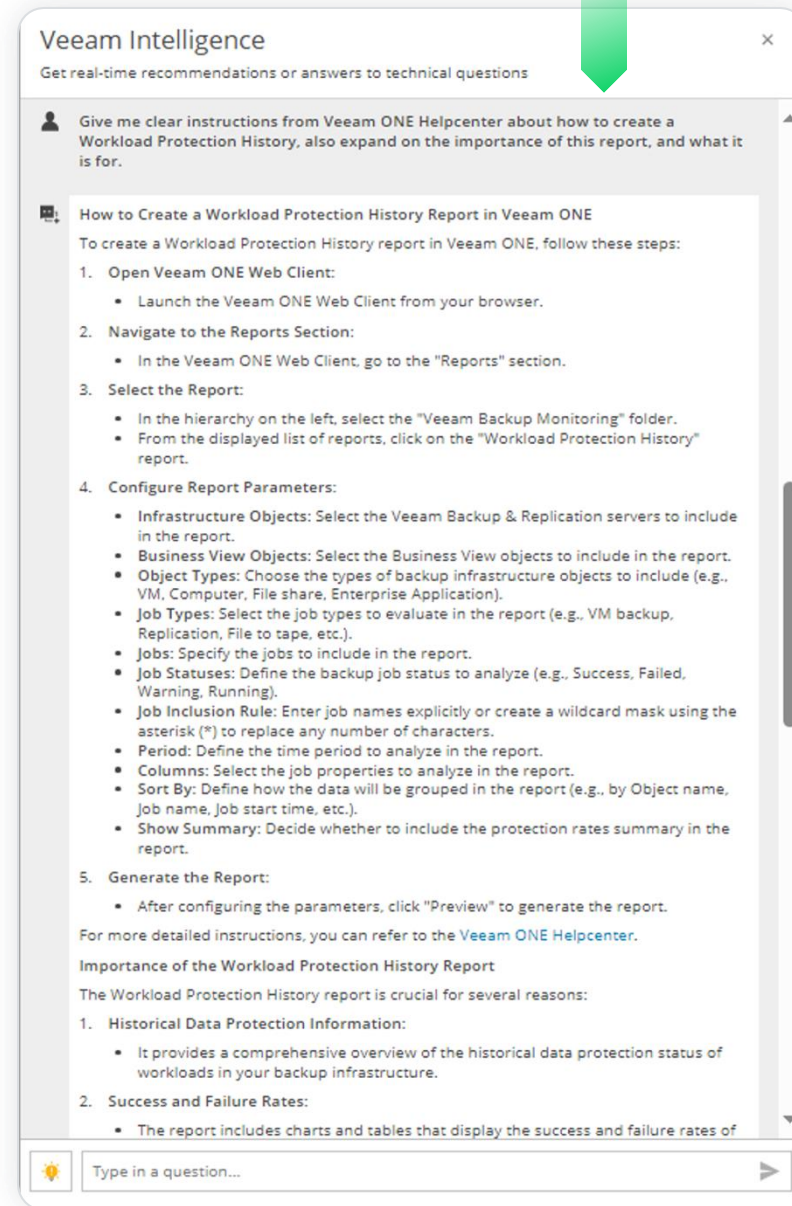 Veeam Intelligence
Get real-time recommendations or answers to technical questions
Give me clear instructions from Veeam ONE Helpcenter about how to create a
Workload Protection History, also expand on the importance of this report, and what it
is for.
How to Create a Workload Protection History Report in Veeam ONE
To create a Workload Protection History report in Veeam ONE, follow these steps:
1. Open Veeam ONE Web Client:
• Launch the Veeam ONE Web Client from your browser.
2. Navigate to the Reports Section:
• In the Veeam ONE Web Client, go to the "Reports" section.
3. Select the Report:
• In the hierarchy on the left, select the "Veeam Backup Monitoring" folder.
• From the displayed list of reports, click on the "Workload Protection History"
report.
4. Configure Report Parameters:
• Infrastructure Objects: Select the Veeam Backup & Replication servers to include
in the report.
• Business View Objects: Select the Business View objects to include in the report.
• Object Types: Choose the types of backup infrastructure objects to include (e.g.,
VM, Computer, File share, Enterprise Application).
• Job Types: Select the job types to evaluate in the report (e.g., VM backup,
Replication, File to tape, etc.).
• Jobs: Specify the jobs to include in the report.
• Job Statuses: Define the backup job status to analyze (e.g., Success, Failed,
Warning, Running).
• Job Inclusion Rule: Enter job names explicitly or create a wildcard mask using the
asterisk (*) to replace any number of characters.
• Period: Define the time period to analyze in the report.
• Columns: Select the job properties to analyze in the report.
• Sort By: Define how the data will be grouped in the report (e.g., by Object name,
Job name, Job start time, etc.).
• Show Summary: Decide whether to include the protection rates summary in the
report.
5. Generate the Report:
• After configuring the parameters, click "Preview" to generate the report.
For more detailed instructions, you can refer to the Veeam ONE Helpcenter.
Importance of the Workload Protection History Report
The Workload Protection History report is crucial for several reasons:
1. Historical Data Protection Information:
• It provides a comprehensive overview of the historical data protection status of
workloads in your backup infrastructure.
2. Success and Failure Rates:
• The report includes charts and tables that display the success and failure rates of
Type in a question...